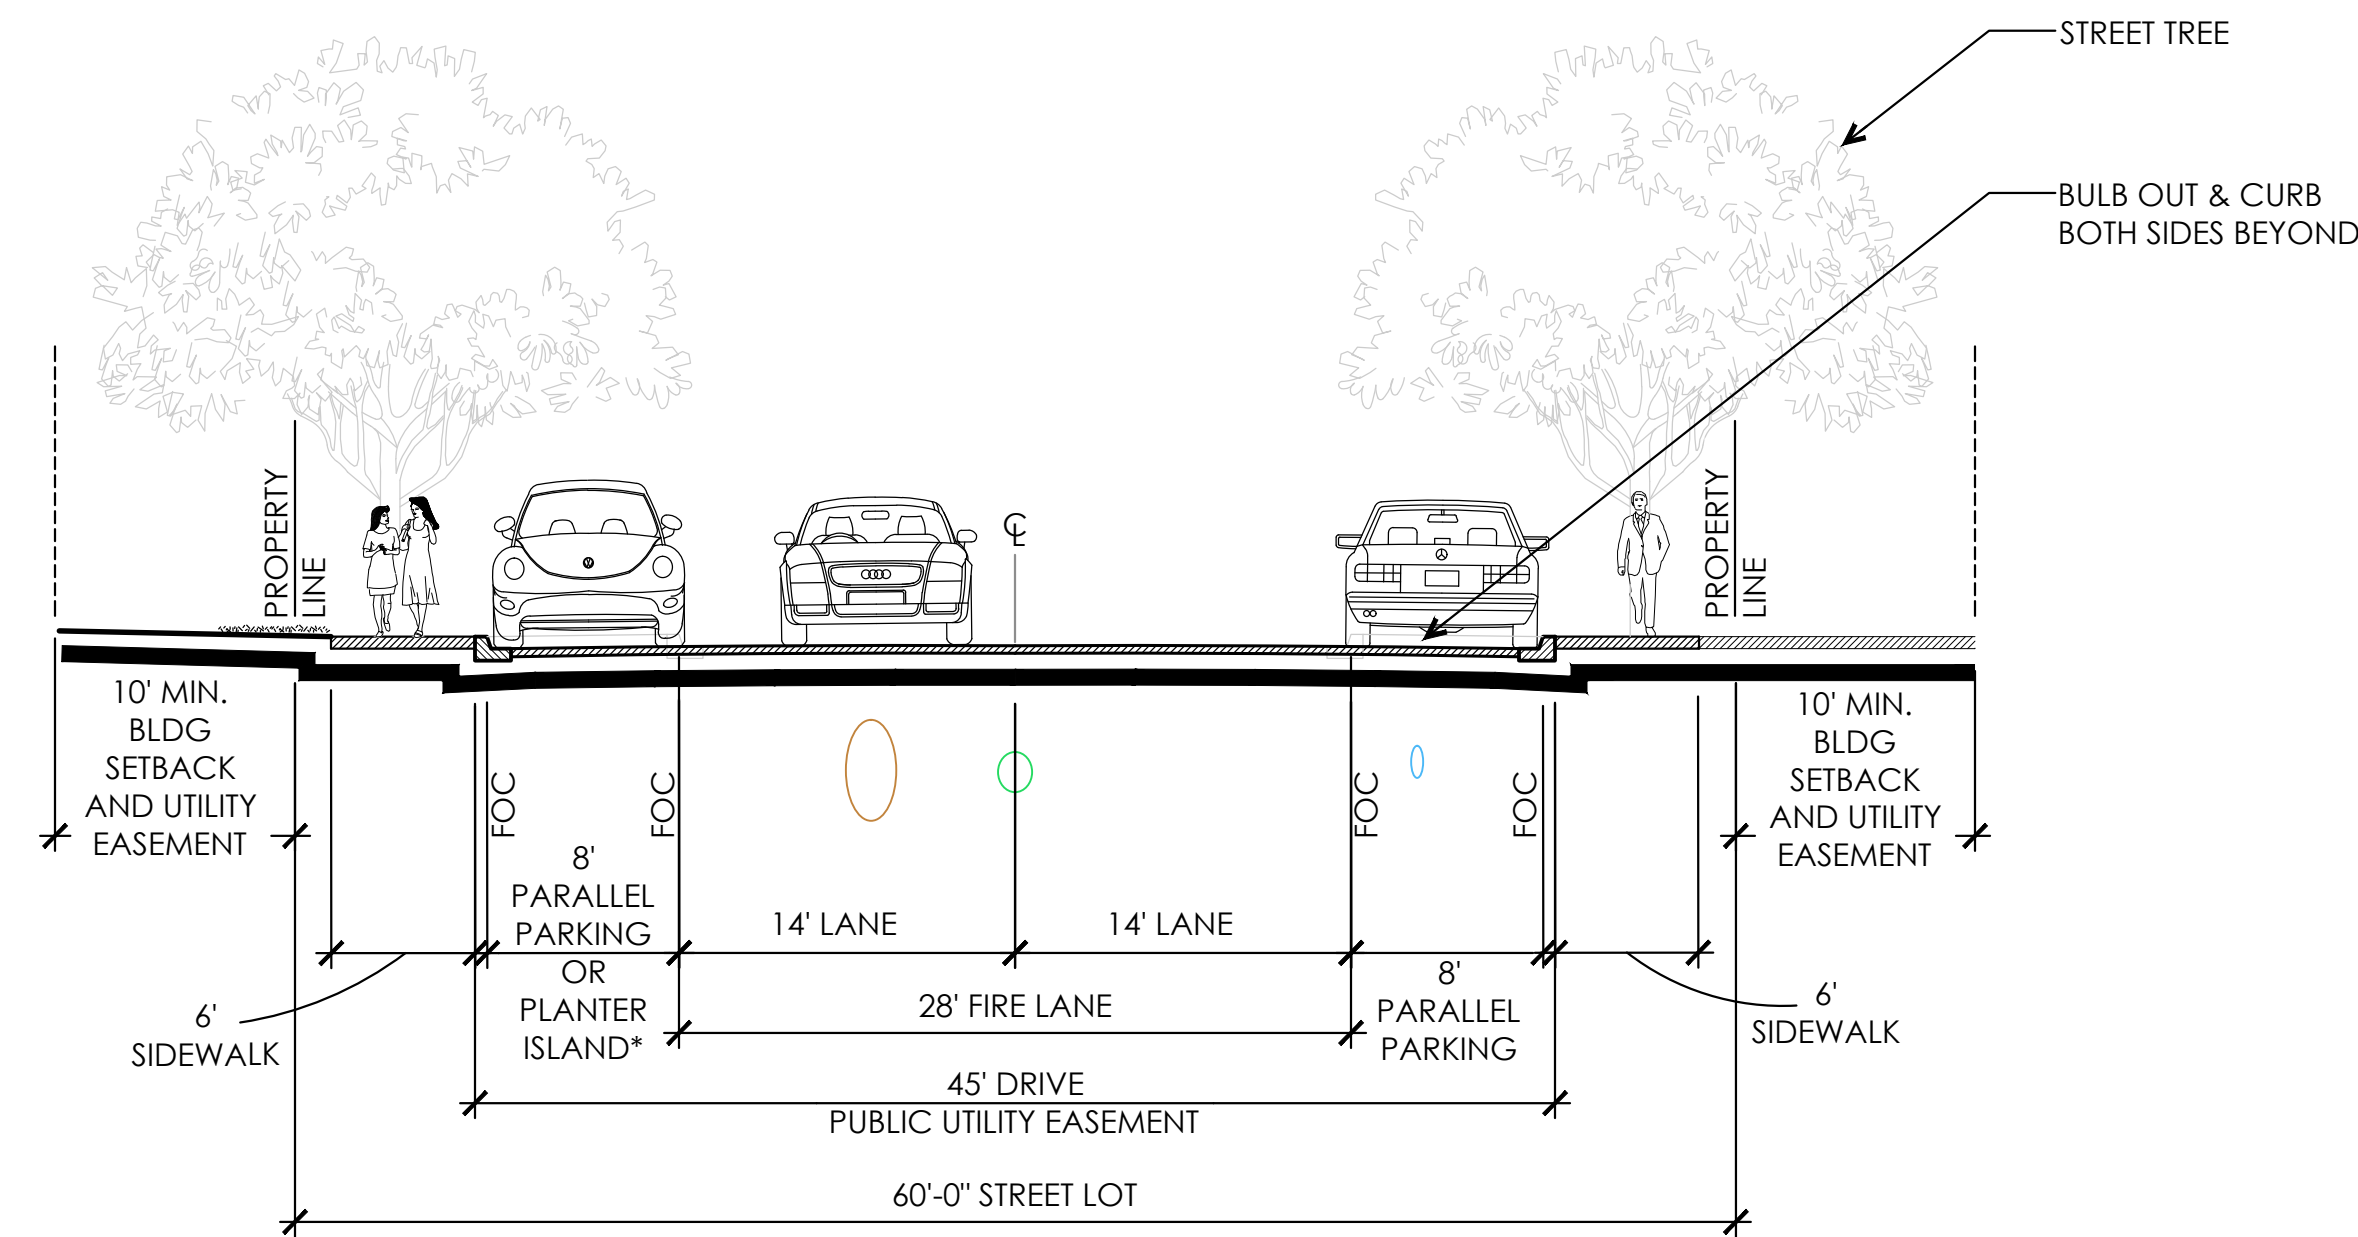 STREET TREE
BULB OUT & CURB
BOTH SIDES BEYOND
PROPERTY
LINE
℄
PROPERTY
LINE
10' MIN.
BLDG
SETBACK
AND UTILITY
EASEMENT
FOC
FOC
FOC
FOC
10' MIN.
BLDG
SETBACK
AND UTILITY
EASEMENT
8'
PARALLEL
PARKING
OR
PLANTER
ISLAND*
14' LANE
14' LANE
28' FIRE LANE
8'
PARALLEL
PARKING
6'
SIDEWALK
6'
SIDEWALK
45' DRIVE
PUBLIC UTILITY EASEMENT
60'-0" STREET LOT